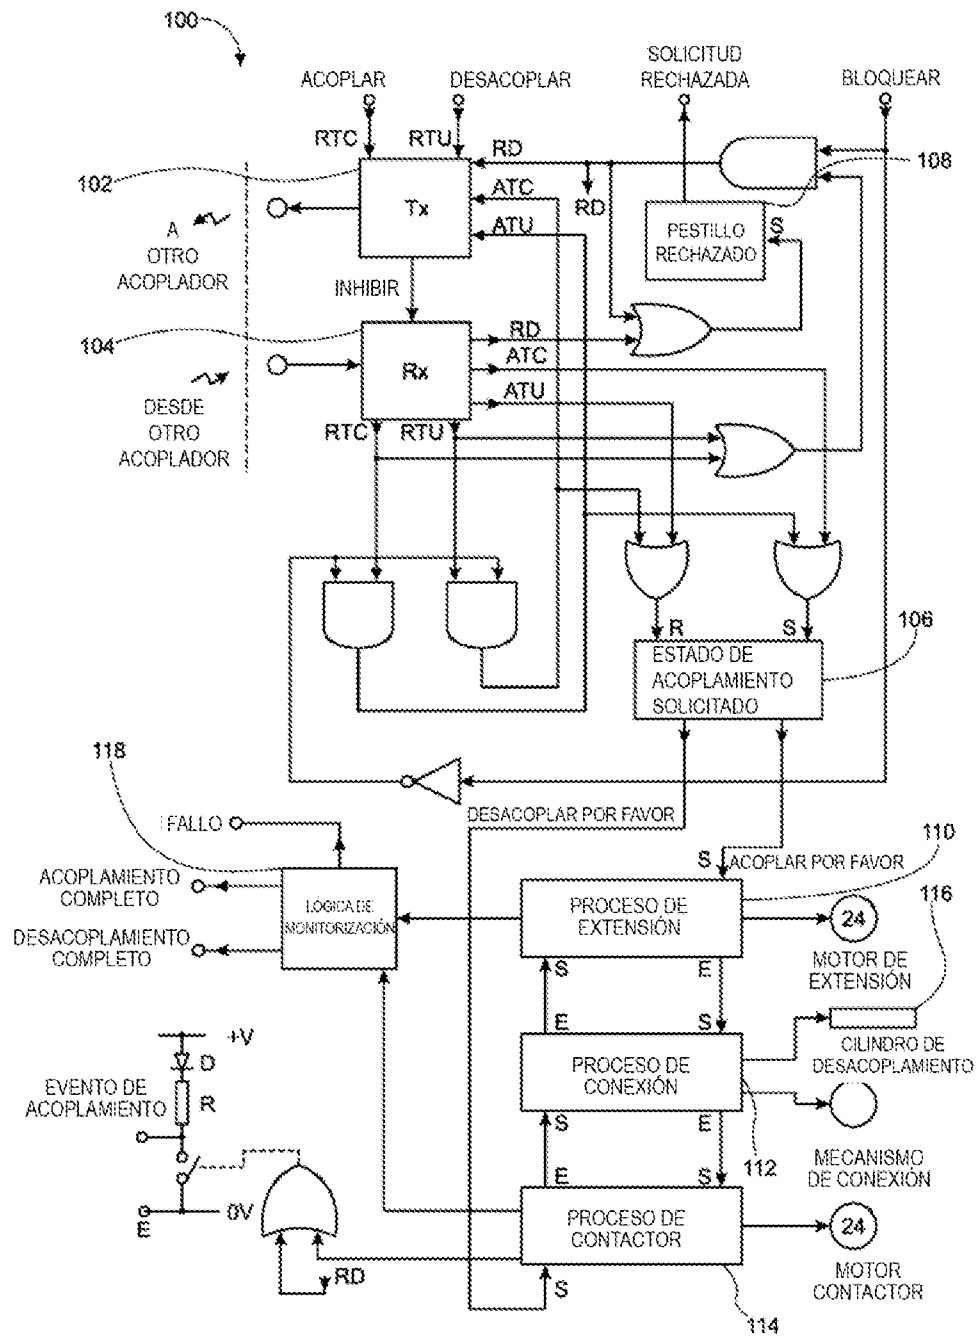 100
ACOPLAR
DESACOPLAR
SOLICITUD
RECHAZADA
BLOQUEAR
RTC
RTU
RD
108
102
Tx
ATC
RD
PESTILLO
RECHAZADO
S
A
OTRO
ACOPLADOR
ATU
INHIBIR
104
Rx
RD
ATC
ATU
DESDE
OTRO
ACOPLADOR
RTC
RTU
R
S
106
ESTADO DE
ACOPLAMIENTO
SOLICITADO
118
DESACOPLAR POR FAVOR
FALLO
S
ACOPLAR POR FAVOR
110
ACOPLAMIENTO
COMPLETO
LÓGICA DE
MONITORIZACIÓN
PROCESO DE
EXTENSIÓN
24
116
DESACOPLAMIENTO
COMPLETO
MOTOR DE
EXTENSIÓN
S
E
E
S
+V
D
PROCESO DE
CONEXIÓN
CILINDRO DE
DESACOPLAMIENTO
EVENTO DE
ACOPLAMIENTO
R
S
E
112
E
S
MECANISMO
DE CONEXIÓN
E
0V
PROCESO DE
CONTACTOR
24
RD
S
MOTOR
CONTACTOR
114